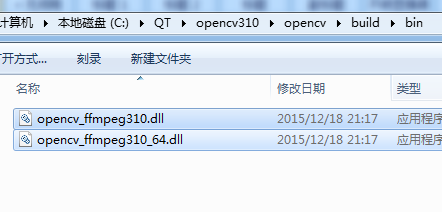 计算机 ▸ 本地磁盘 (C:) ▸ QT ▸ opencv310 ▸ opencv ▸ build ▸ bin
打开方式... 刻录 新建文件夹
名称 修改日期 类型
opencv_ffmpeg310.dll 2015/12/18 21:17 应用程序
opencv_ffmpeg310_64.dll 2015/12/18 21:17 应用程序